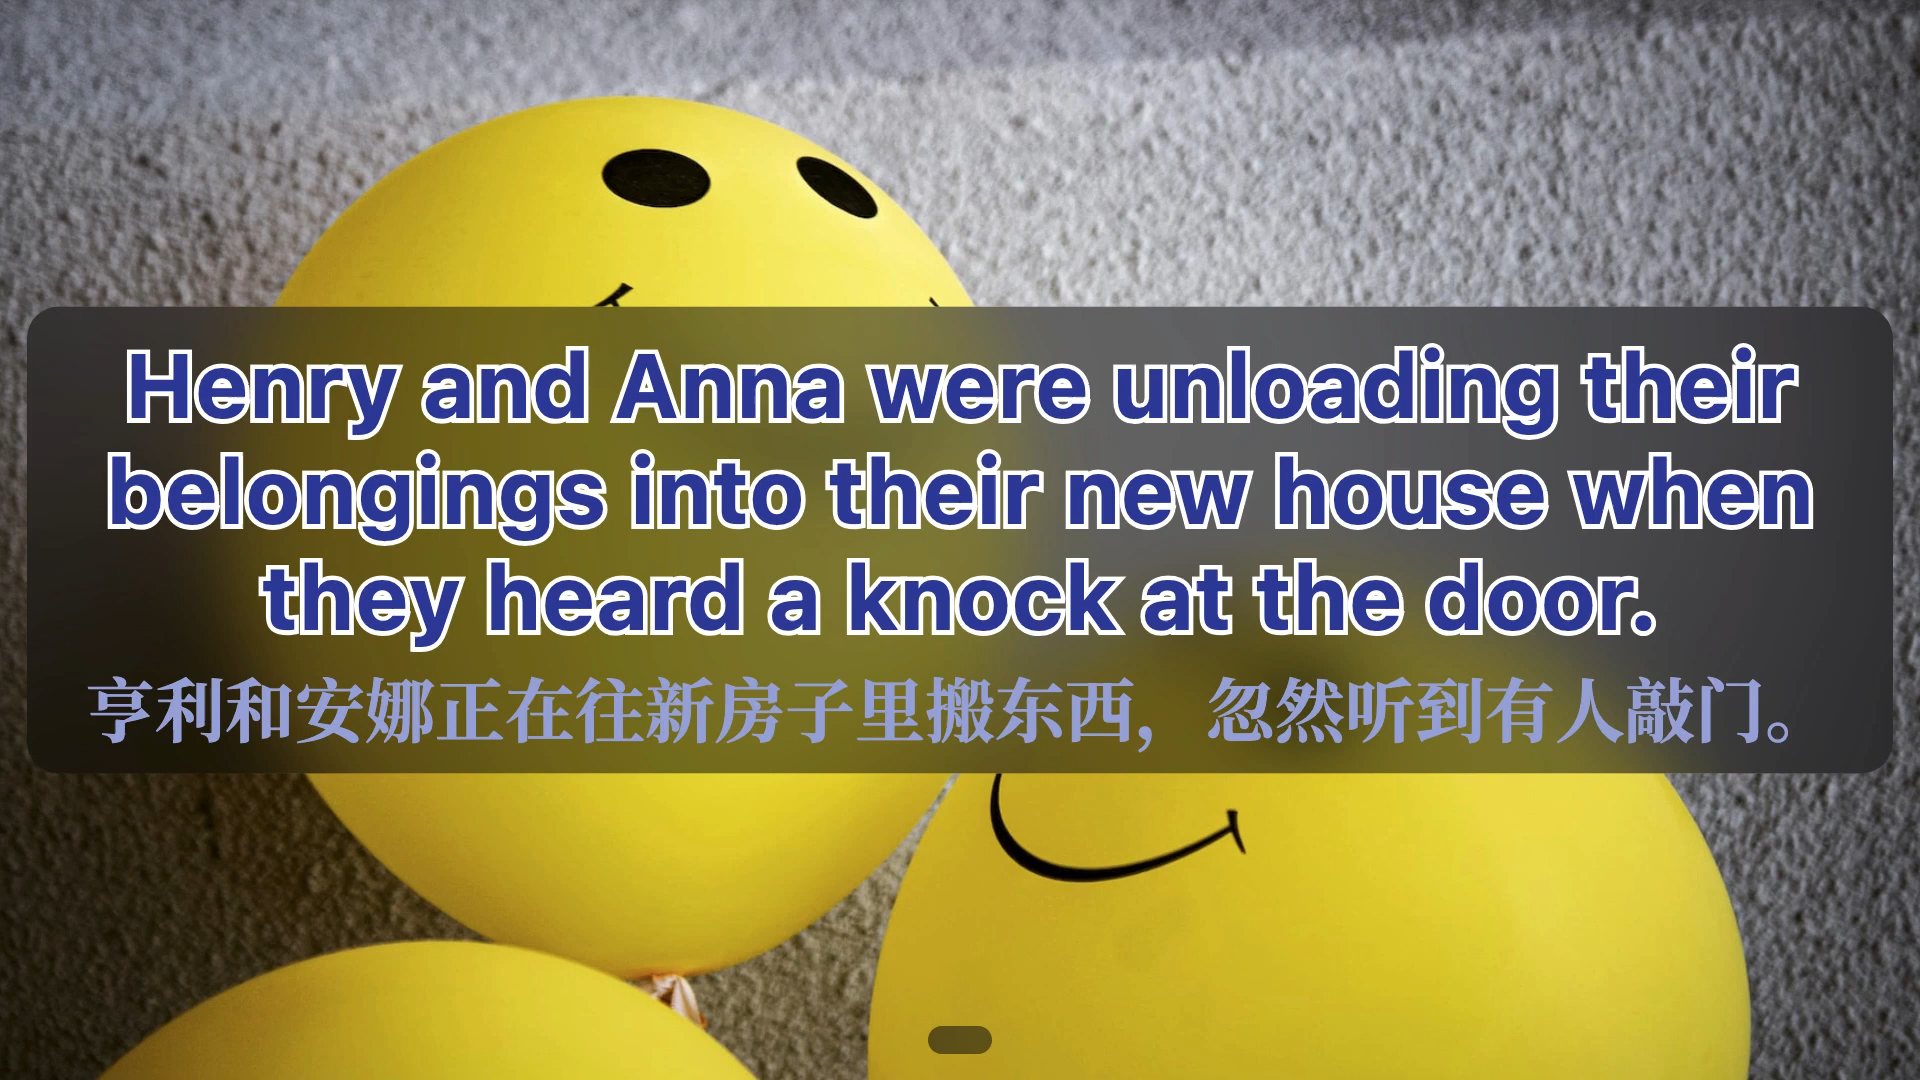 Henry and Anna were unloading their
belongings into their new house when
they heard a knock at the door.
亨利和安娜正在往新房子里搬东西，忽然听到有人敲门。